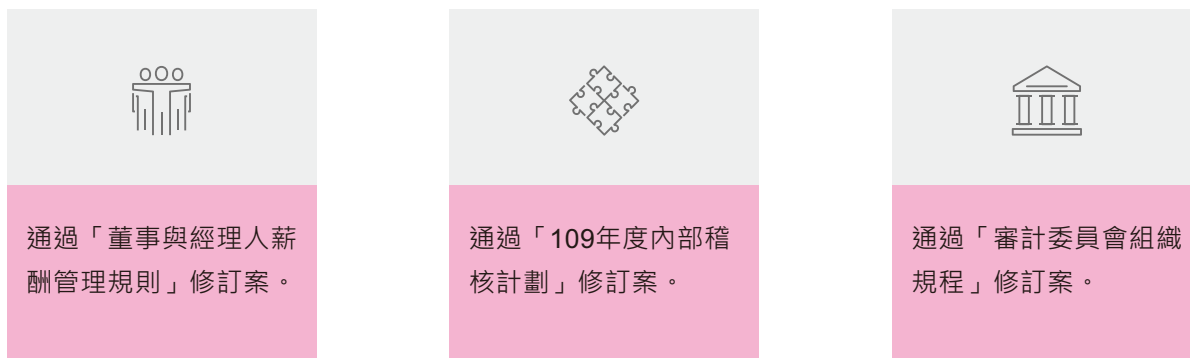 通過「董事與經理人薪
酬管理規則」修訂案。
通過「109年度內部稽
核計劃」修訂案。
通過「審計委員會組織
規程」修訂案。